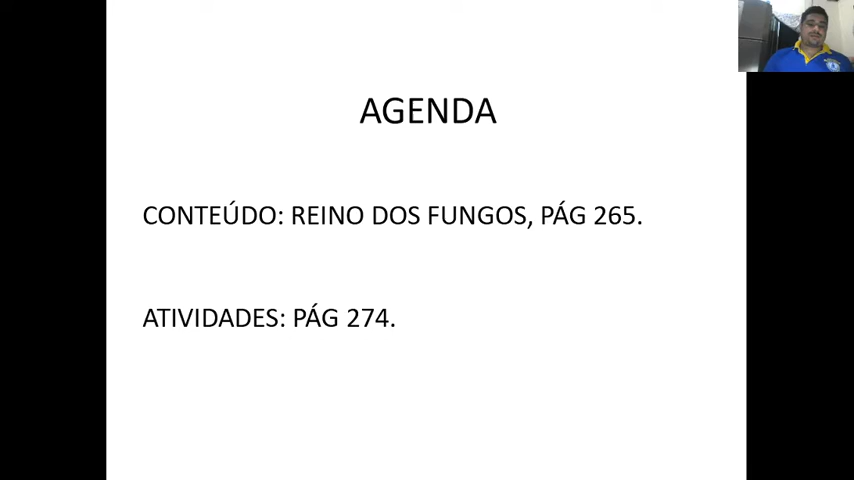 AGENDA
CONTEÚDO: REINO DOS FUNGOS, PÁG 265.
ATIVIDADES: PÁG 274.